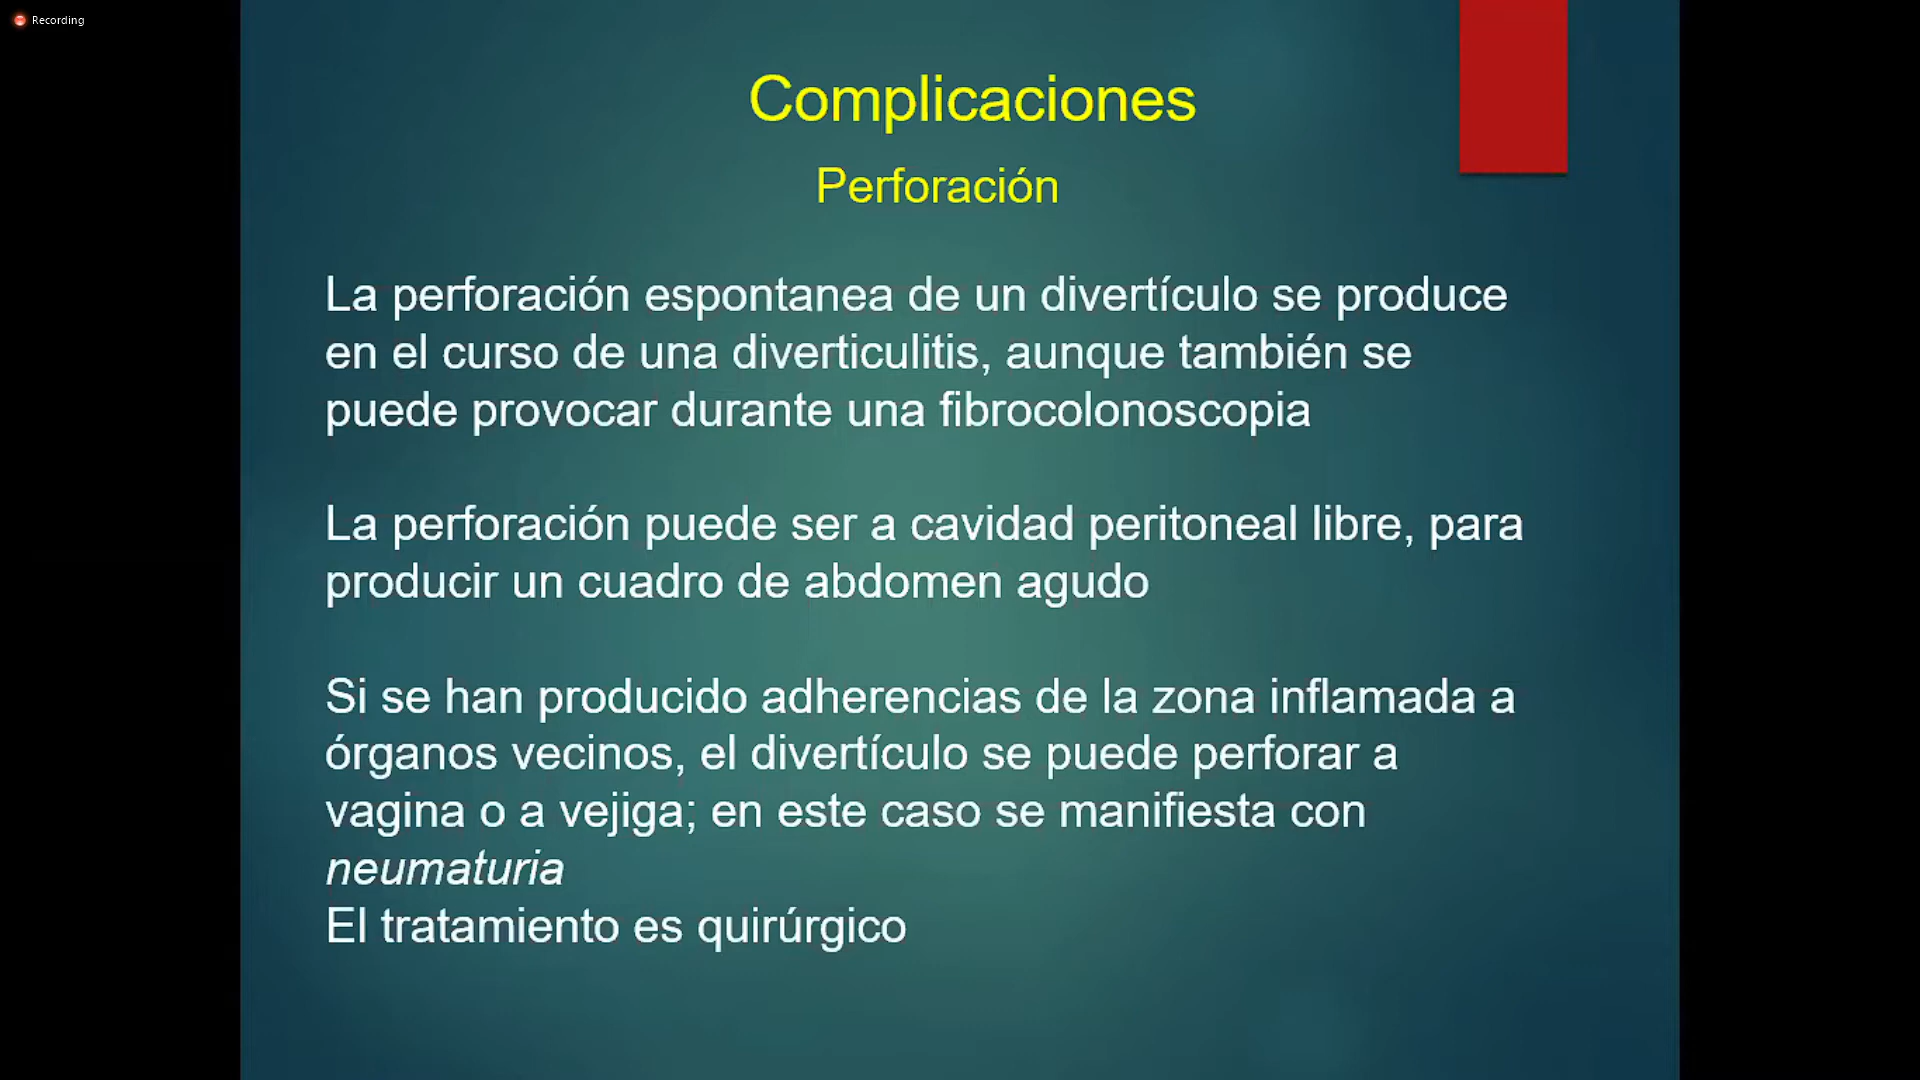 Recording
Complicaciones
Perforación
La perforación espontanea de un divertículo se produce
en el curso de una diverticulitis, aunque también se
puede provocar durante una fibrocolonoscopia
La perforación puede ser a cavidad peritoneal libre, para
producir un cuadro de abdomen agudo
Si se han producido adherencias de la zona inflamada a
órganos vecinos, el divertículo se puede perforar a
vagina o a vejiga; en este caso se manifiesta con
neumaturia
El tratamiento es quirúrgico